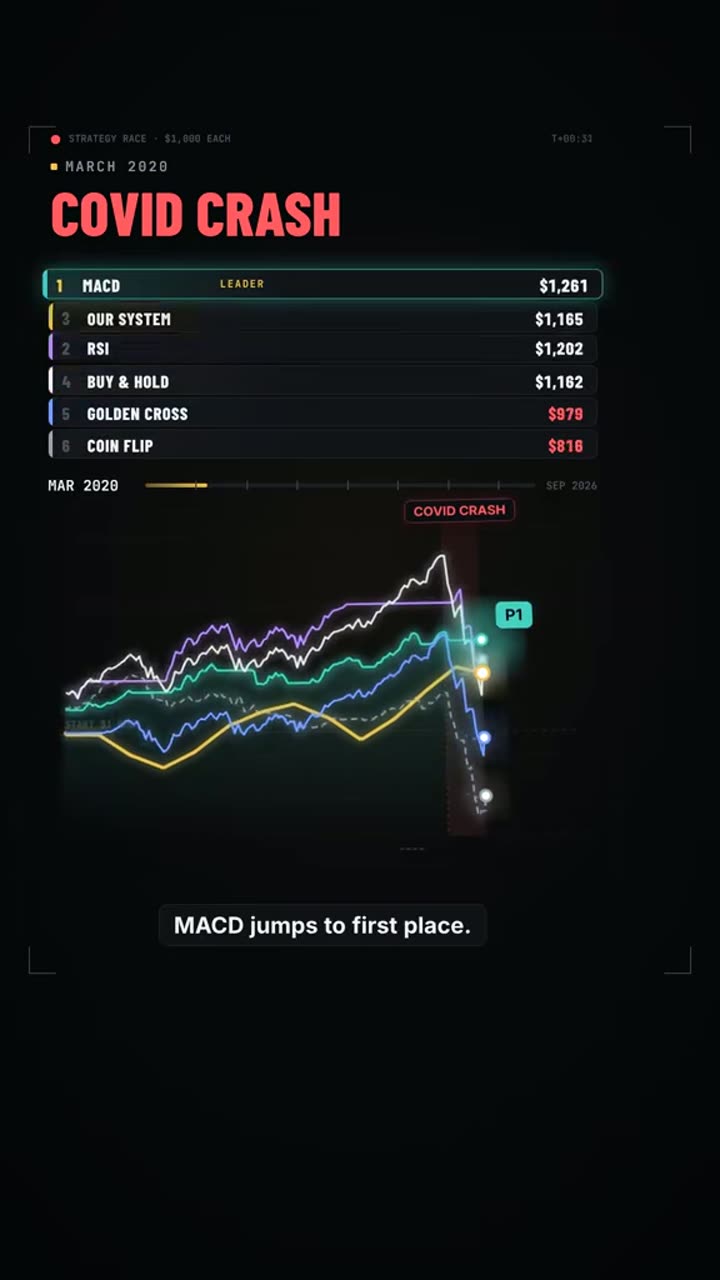 STRATEGY RACE · $1,000 EACH
T+00:31
MARCH 2020
COVID CRASH
1 MACD LEADER $1,261
3 OUR SYSTEM $1,165
2 RSI $1,202
4 BUY & HOLD $1,162
5 GOLDEN CROSS $979
6 COIN FLIP $816
MAR 2020
SEP 2026
COVID CRASH
P1
MACD jumps to first place.